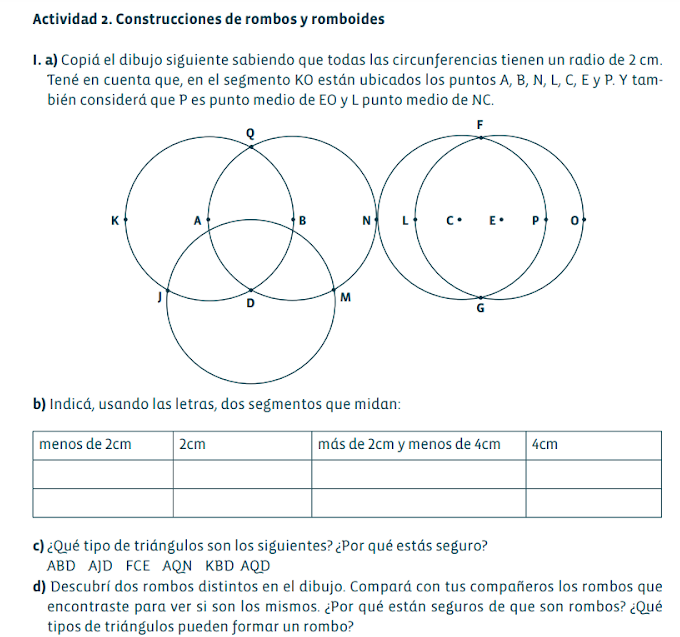 Actividad 2. Construcciones de rombos y romboides
I. a) Copiá el dibujo siguiente sabiendo que todas las circunferencias tienen un radio de 2 cm.
Tené en cuenta que, en el segmento KO están ubicados los puntos A, B, N, L, C, E y P. Y tam-
bién considerá que P es punto medio de EO y L punto medio de NC.
Q F
K A B N L C E P O
J D M G
b) Indicá, usando las letras, dos segmentos que midan:
menos de 2cm 2cm más de 2cm y menos de 4cm 4cm
c) ¿Qué tipo de triángulos son los siguientes? ¿Por qué estás seguro?
ABD AJD FCE AQN KBD AQD
d) Descubrí dos rombos distintos en el dibujo. Compará con tus compañeros los rombos que
encontraste para ver si son los mismos. ¿Por qué están seguros de que son rombos? ¿Qué
tipos de triángulos pueden formar un rombo?